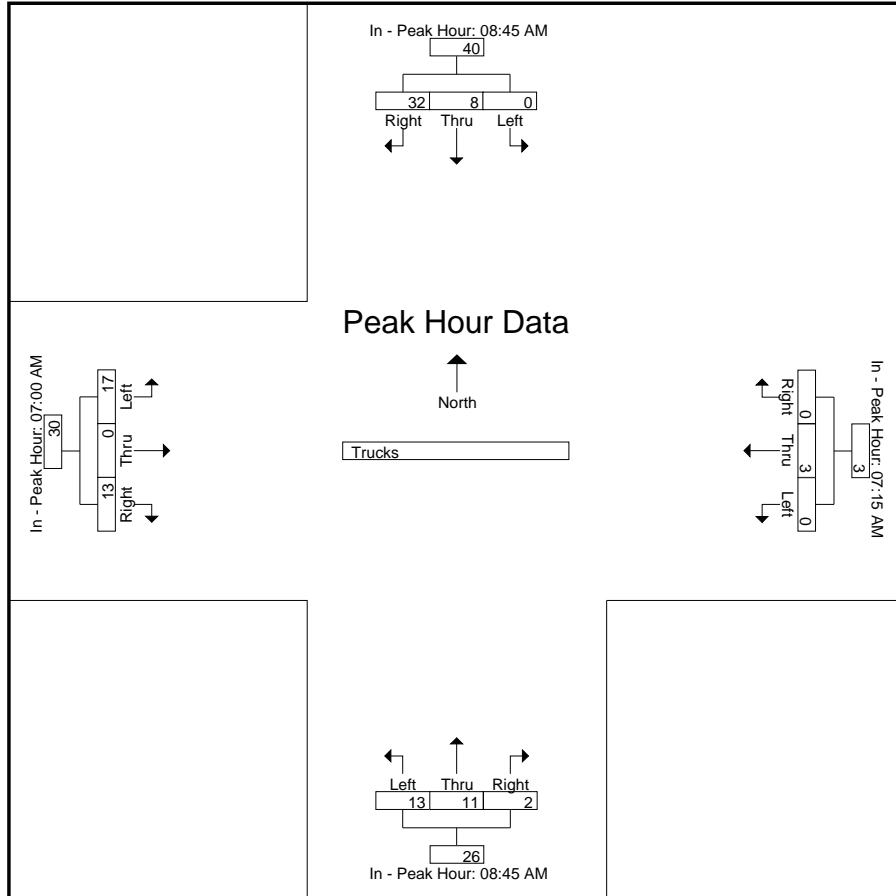 In - Peak Hour: 08:45 AM
40
32 8 0
Right Thru Left
Peak Hour Data
North
Trucks
In - Peak Hour: 07:00 AM
30
17 0 13
Left Thru Right
In - Peak Hour: 07:15 AM
3
0 3 0
Right Thru Left
Left Thru Right
13 11 2
26
In - Peak Hour: 08:45 AM